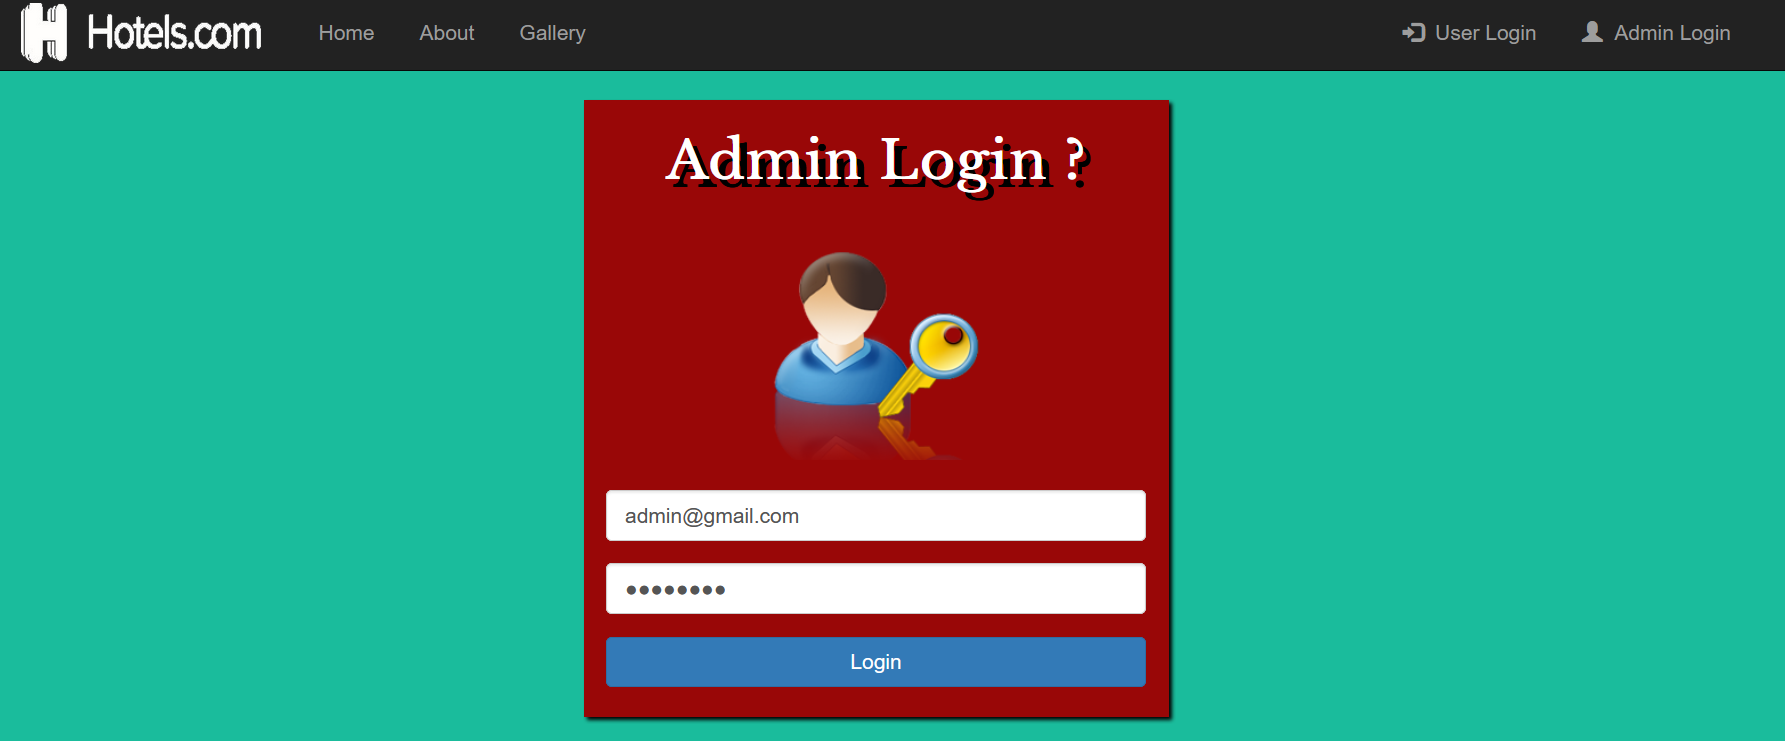 Hotels.com Home About Gallery User Login Admin Login
Admin Login ?
admin@gmail.com
••••••••
Login